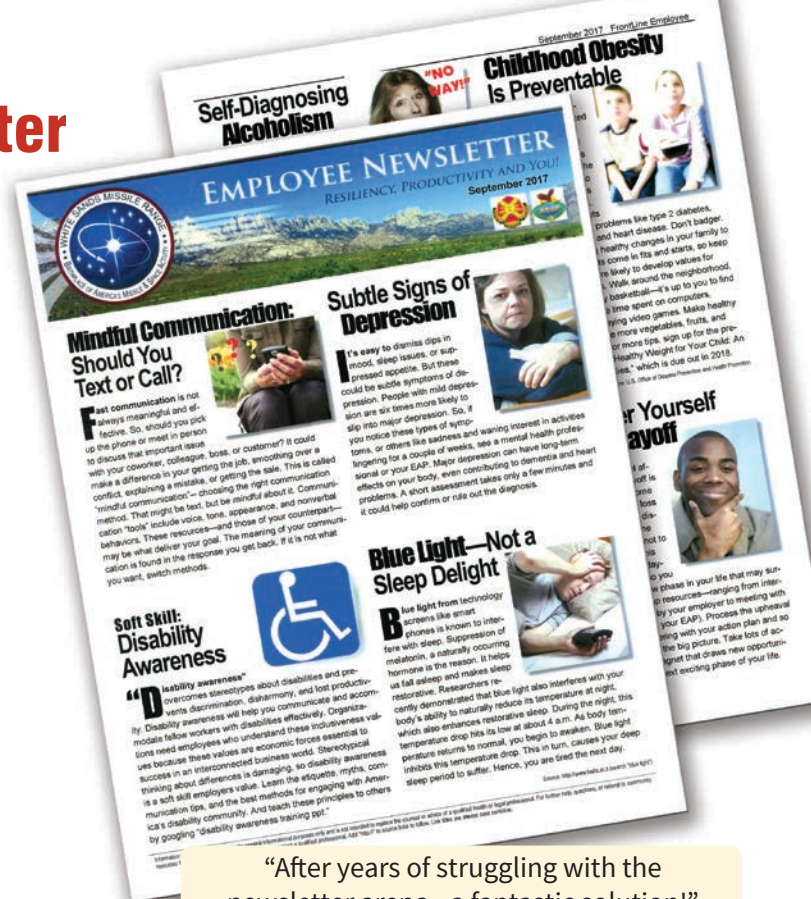 ter
September 2017   FrontLine Employee
Self-Diagnosing
Alcoholism
"NO
WAY!"
Childhood Obesity
Is Preventable
problems like type 2 diabetes,
and heart disease. Don't badger.
healthy changes in your family to
come in fits and starts, so keep
likely to develop values for
Walk around the neighborhood.
basketball—it's up to you to find
time spent on computers,
video games. Make healthy
more vegetables, fruits, and
or more tips, sign up for the pre-
Healthy Weight for Your Child: An
which is due out in 2018.
Yourself
ayoff
phase in your life that may sur-
resources—ranging from inter-
by your employer to meeting with
your EAP). Process the upheaval
with your action plan and so
the big picture. Take lots of ac-
that draws new opportuni-
exciting phase of your life.
WHITE SANDS MISSILE RANGE
BIRTHPLACE OF AMERICA'S MISSILE & SPACE ACTIVITY
EMPLOYEE NEWSLETTER
RESILIENCY, PRODUCTIVITY AND YOU!
September 2017
Mindful Communication:
Should You
Text or Call?
Fast communication is not
always meaningful and ef-
fective. So, should you pick
up the phone or meet in person
to discuss that important issue
with your coworker, colleague, boss, or customer? It could
make a difference in your getting the job, smoothing over a
conflict, explaining a mistake, or getting the sale. This is called
"mindful communication"– choosing the right communication
method. That might be text, but be mindful about it. Communi-
cation "tools" include voice, tone, appearance, and nonverbal
behaviors. These resources—and those of your counterpart—
may be what deliver your goal. The meaning of your commun-
cation is found in the response you get back. If it is not what
you want, switch methods.
Subtle Signs of
Depression
It's easy to dismiss dips in
mood, sleep issues, or sup-
pressed appetite. But these
could be subtle symptoms of de-
pression. People with mild depres-
sion are six times more likely to
slip into major depression. So, if
you notice these types of symp-
toms, or others like sadness and waning interest in activities
lingering for a couple of weeks, see a mental health profes-
sional or your EAP. Major depression can have long-term
effects on your body, even contributing to dementia and heart
problems. A short assessment takes only a few minutes and
it could help confirm or rule out the diagnosis.
Soft Skill:
Disability
Awareness
"Disability awareness"
overcomes stereotypes about disabilities and pre-
vents discrimination, disharmony, and lost productiv-
ity. Disability awareness will help you communicate and accom-
modate fellow workers with disabilities effectively. Organiza-
tions need employees who understand these inclusiveness val-
ues because these values are economic forces essential to
success in an interconnected business world. Stereotypical
thinking about differences is damaging, so disability awareness
is a soft skill employers value. Learn the etiquette, myths, com-
munication tips, and the best methods for engaging with Amer-
ica's disability community. And teach these principles to others
by googling "disability awareness training ppt."
Blue Light—Not a
Sleep Delight
Blue light from technology
screens like smart
phones is known to inter-
fere with sleep. Suppression of
melatonin, a naturally occurring
hormone is the reason. It helps
us fall asleep and makes sleep
restorative. Researchers re-
cently demonstrated that blue light also interferes with your
body's ability to naturally reduce its temperature at night,
which also enhances restorative sleep. During the night, this
temperature drop hits its low at about 4 a.m. As body tem-
perature returns to normal, you begin to awaken. Blue light
inhibits this temperature drop. This in turn, causes your deep
sleep period to suffer. Hence, you are tired the next day.
"After years of struggling with the